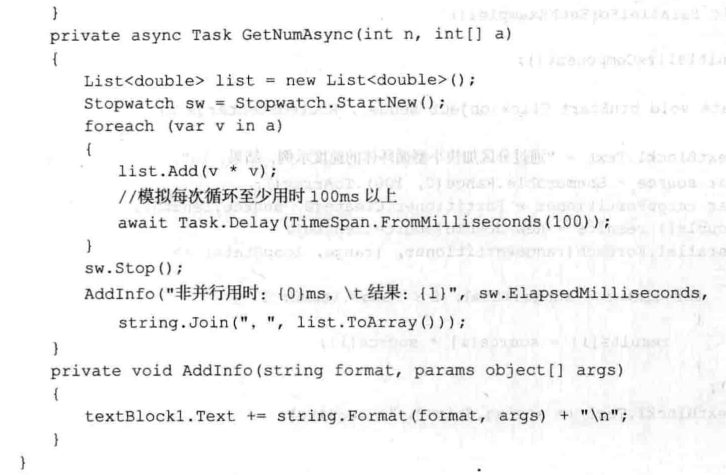 }
private async Task GetNumAsync(int n, int[] a)
{
List<double> list = new List<double>();
Stopwatch sw = Stopwatch.StartNew();
foreach (var v in a)
{
list.Add(v * v);
//模拟每次循环至少用时 100ms 以上
await Task.Delay(TimeSpan.FromMilliseconds(100));
}
sw.Stop();
AddInfo("非并行用时: {0}ms, \t 结果: {1}", sw.ElapsedMilliseconds,
string.Join(", ", list.ToArray()));
}
private void AddInfo(string format, params object[] args)
{
textBlock1.Text += string.Format(format, args) + "\n";
}
}